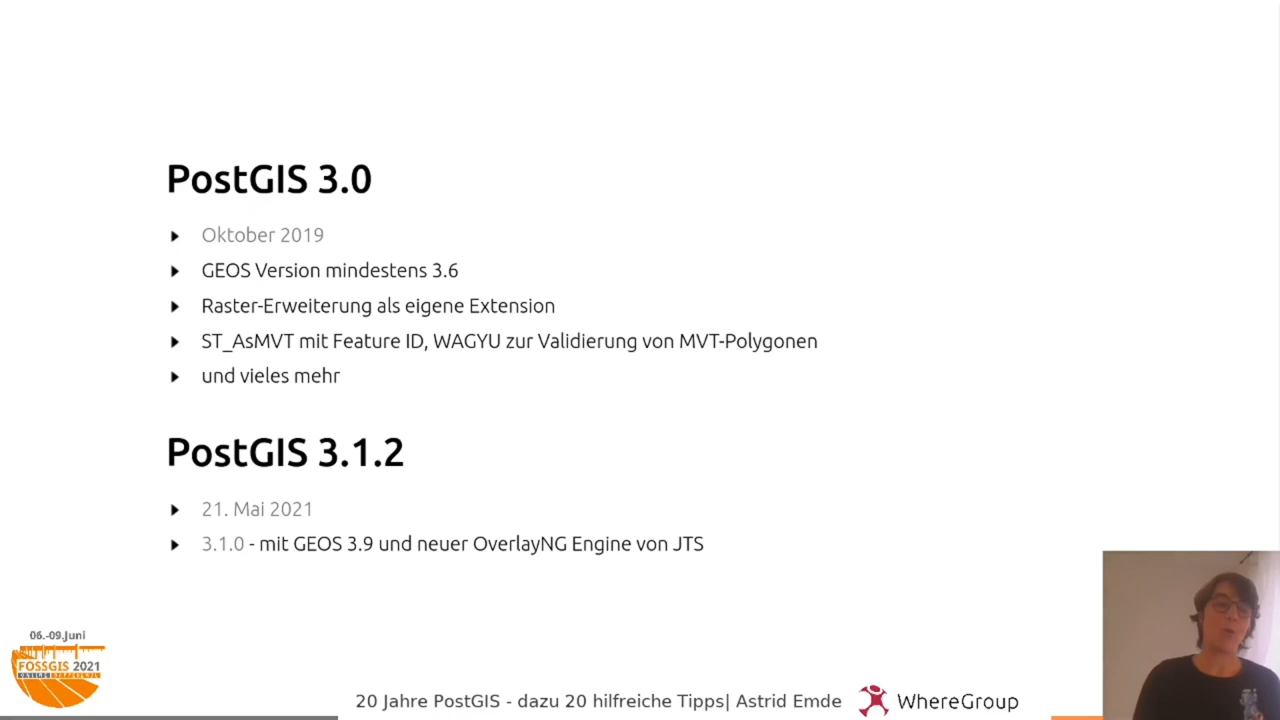 PostGIS 3.0
Oktober 2019
GEOS Version mindestens 3.6
Raster-Erweiterung als eigene Extension
ST_AsMVT mit Feature ID, WAGYU zur Validierung von MVT-Polygonen
und vieles mehr
PostGIS 3.1.2
21. Mai 2021
3.1.0 - mit GEOS 3.9 und neuer OverlayNG Engine von JTS
06.-09.Juni
FOSSGIS 2021
ONLINE KONFERENZ
20 Jahre PostGIS - dazu 20 hilfreiche Tipps| Astrid Emde
WhereGroup